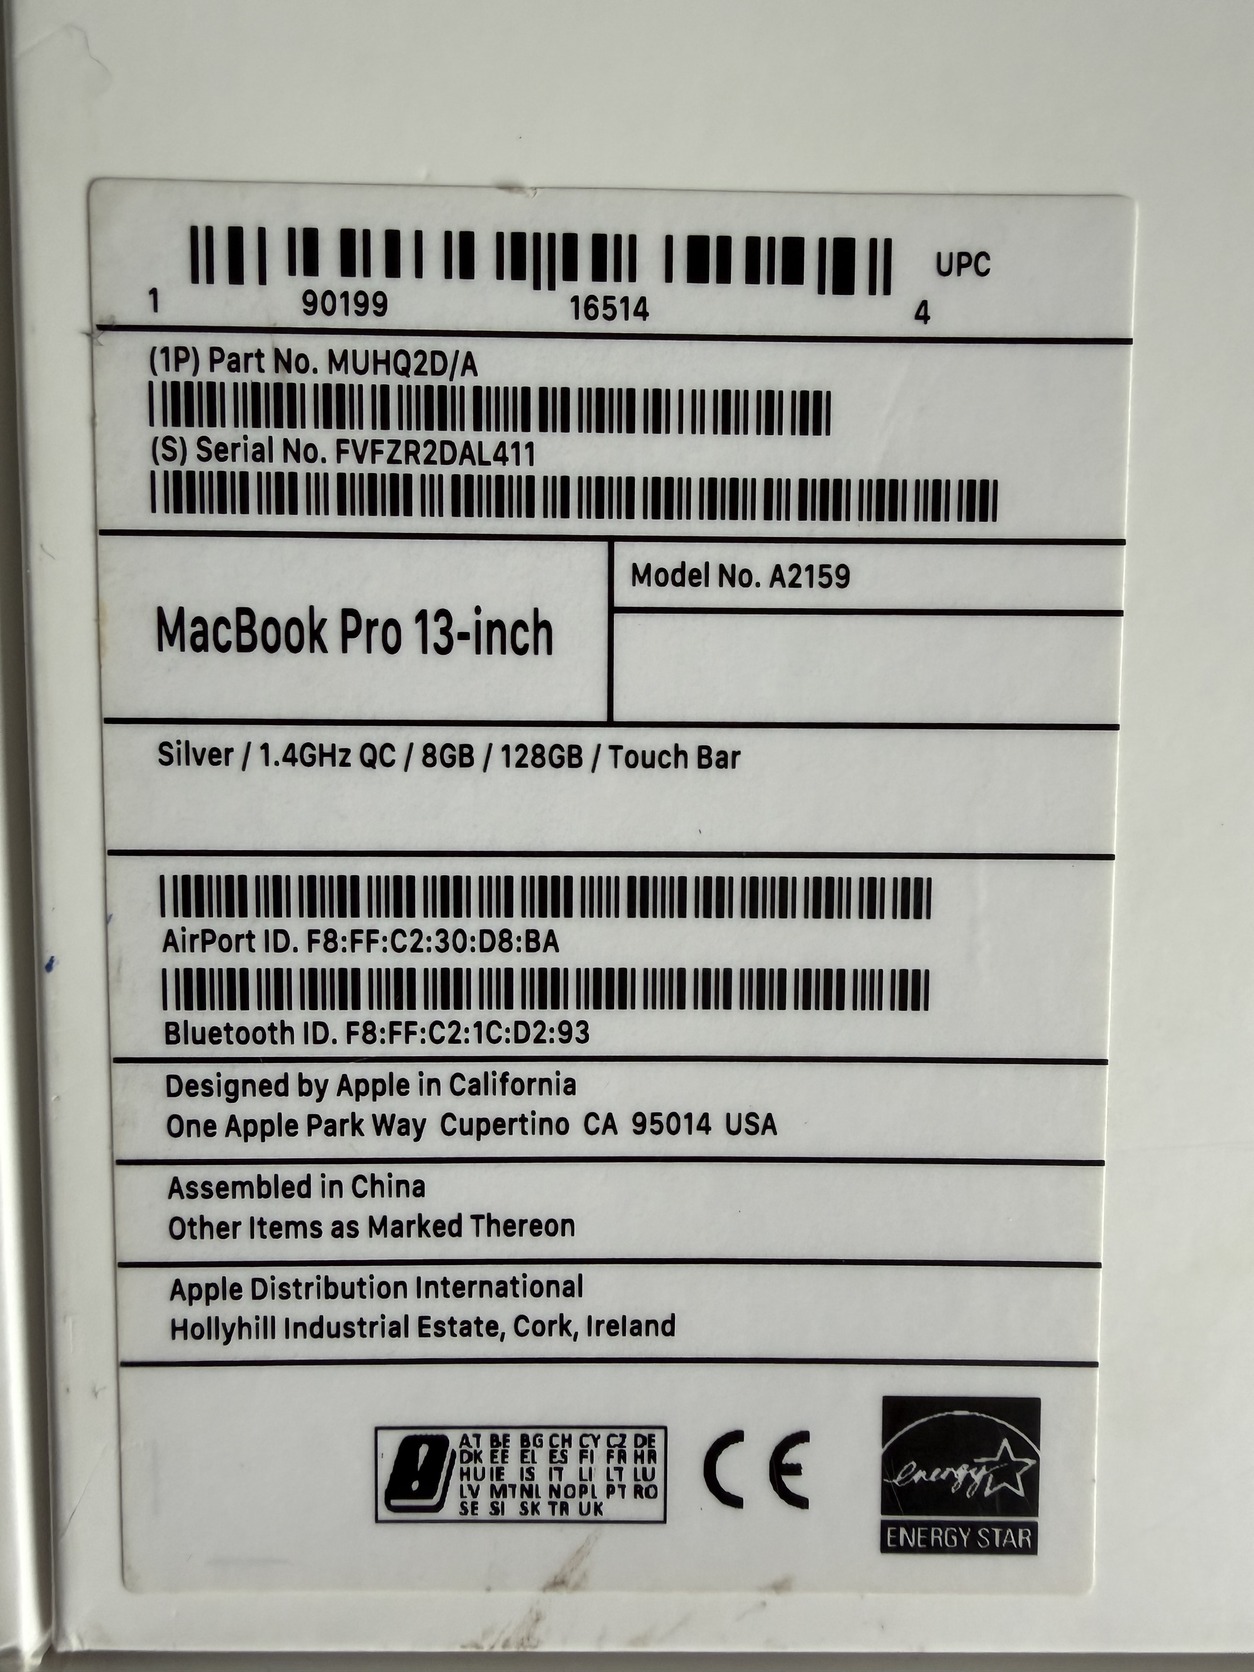 UPC
1 90199 16514 4
(1P) Part No. MUHQ2D/A
(S) Serial No. FVFZR2DAL411
MacBook Pro 13-inch
Model No. A2159
Silver / 1.4GHz QC / 8GB / 128GB / Touch Bar
AirPort ID. F8:FF:C2:30:D8:BA
Bluetooth ID. F8:FF:C2:1C:D2:93
Designed by Apple in California
One Apple Park Way Cupertino CA 95014 USA
Assembled in China
Other Items as Marked Thereon
Apple Distribution International
Hollyhill Industrial Estate, Cork, Ireland
AT BE BG CH CY CZ DE
DK EE EL ES FI FR HR
HU IE IS IT LI LT LU
LV MT NL NO PL PT RO
SE SI SK TR UK
CE
energy
ENERGY STAR